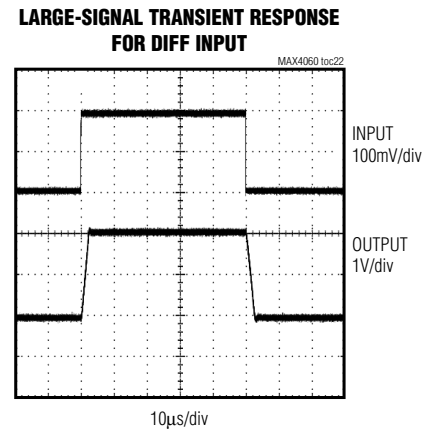 LARGE-SIGNAL TRANSIENT RESPONSE
FOR DIFF INPUT
MAX4060 toc22
INPUT
100mV/div
OUTPUT
1V/div
10μs/div